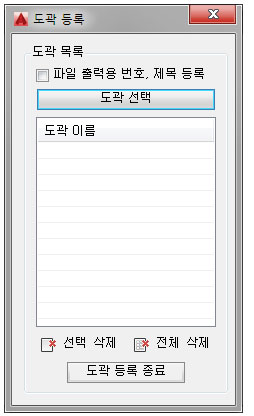 도곽 등록
도곽 목록
파일 출력용 번호, 제목 등록
도곽 선택
도곽 이름
선택 삭제 전체 삭제
도곽 등록 종료